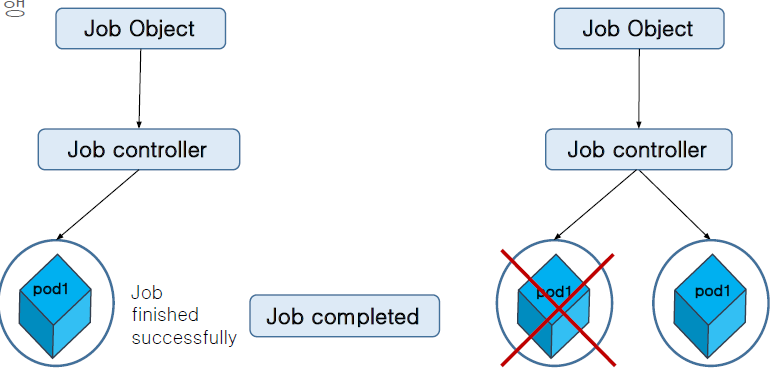 Job Object
Job Object
Job controller
Job controller
pod1
Job
finished
successfully
Job completed
pod1
pod1